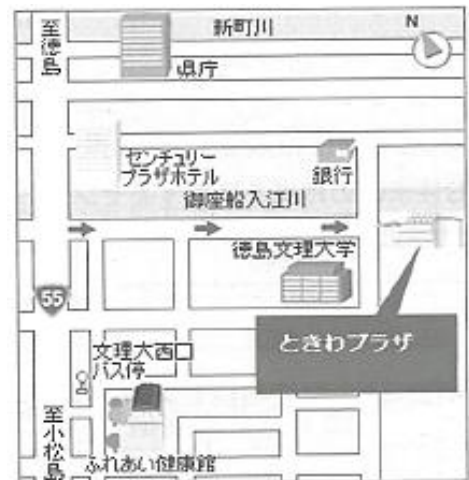 新町川
N
至徳島
県庁
センチュリー
プラザホテル
銀行
御座船入江川
徳島文理大学
55
ときわプラザ
文理大西口
バス停
至小松島
ふれあい健康館